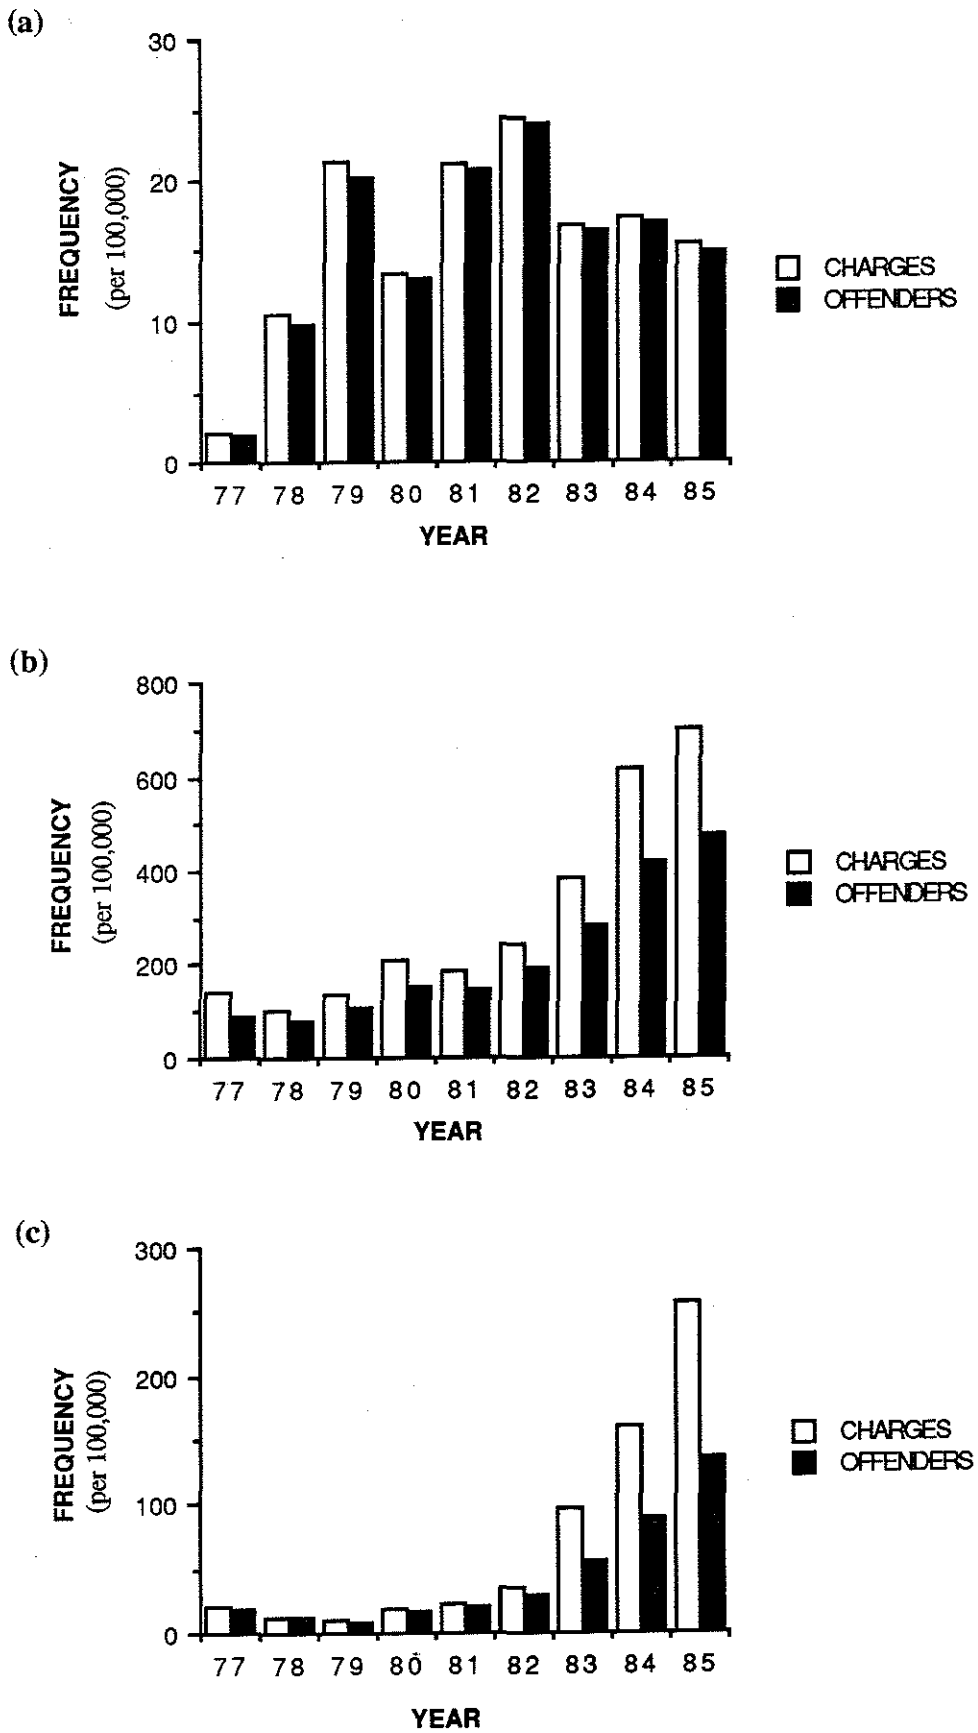 (a)
30
20
10
0
FREQUENCY
(per 100,000)
77 78 79 80 81 82 83 84 85
YEAR
CHARGES
OFFENDERS
(b)
800
600
400
200
0
FREQUENCY
(per 100,000)
77 78 79 80 81 82 83 84 85
YEAR
CHARGES
OFFENDERS
(c)
300
200
100
0
FREQUENCY
(per 100,000)
77 78 79 80 81 82 83 84 85
YEAR
CHARGES
OFFENDERS